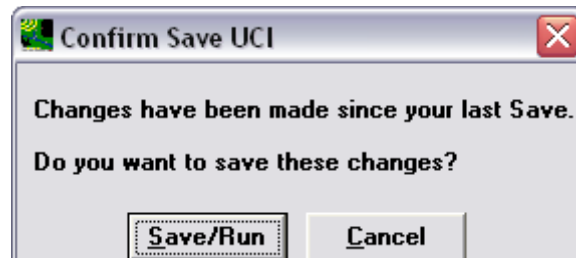 Confirm Save UCI
Changes have been made since your last Save.
Do you want to save these changes?
Save/Run Cancel